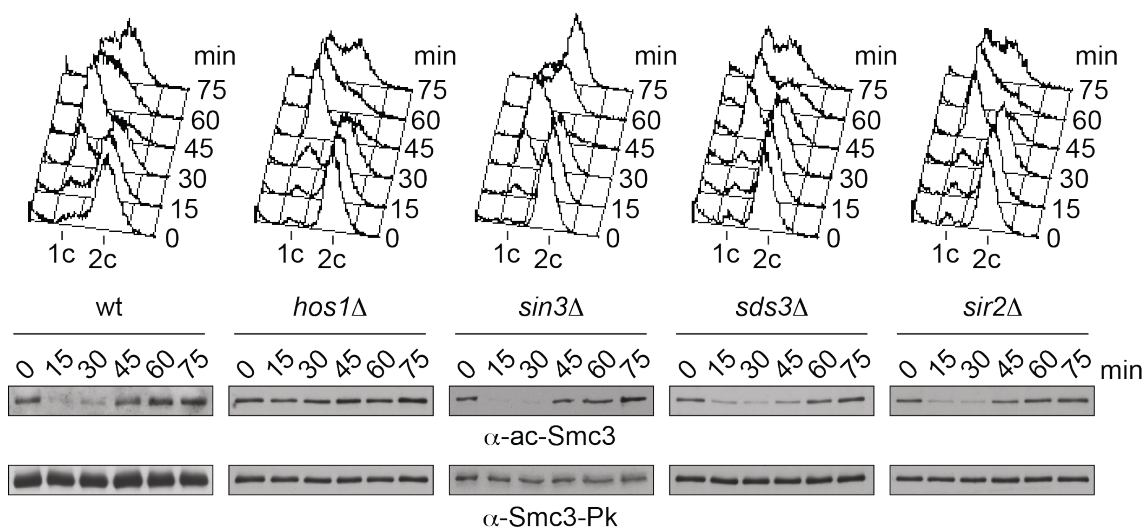 min min min min min
75 75 75 75 75
60 60 60 60 60
45 45 45 45 45
30 30 30 30 30
15 15 15 15 15
0 0 0 0 0
1c 2c 1c 2c 1c 2c 1c 2c 1c 2c
wt hos1Δ sin3Δ sds3Δ sir2Δ
0 15 30 45 60 75 0 15 30 45 60 75 0 15 30 45 60 75 0 15 30 45 60 75 0 15 30 45 60 75 min
α-ac-Smc3
α-Smc3-Pk